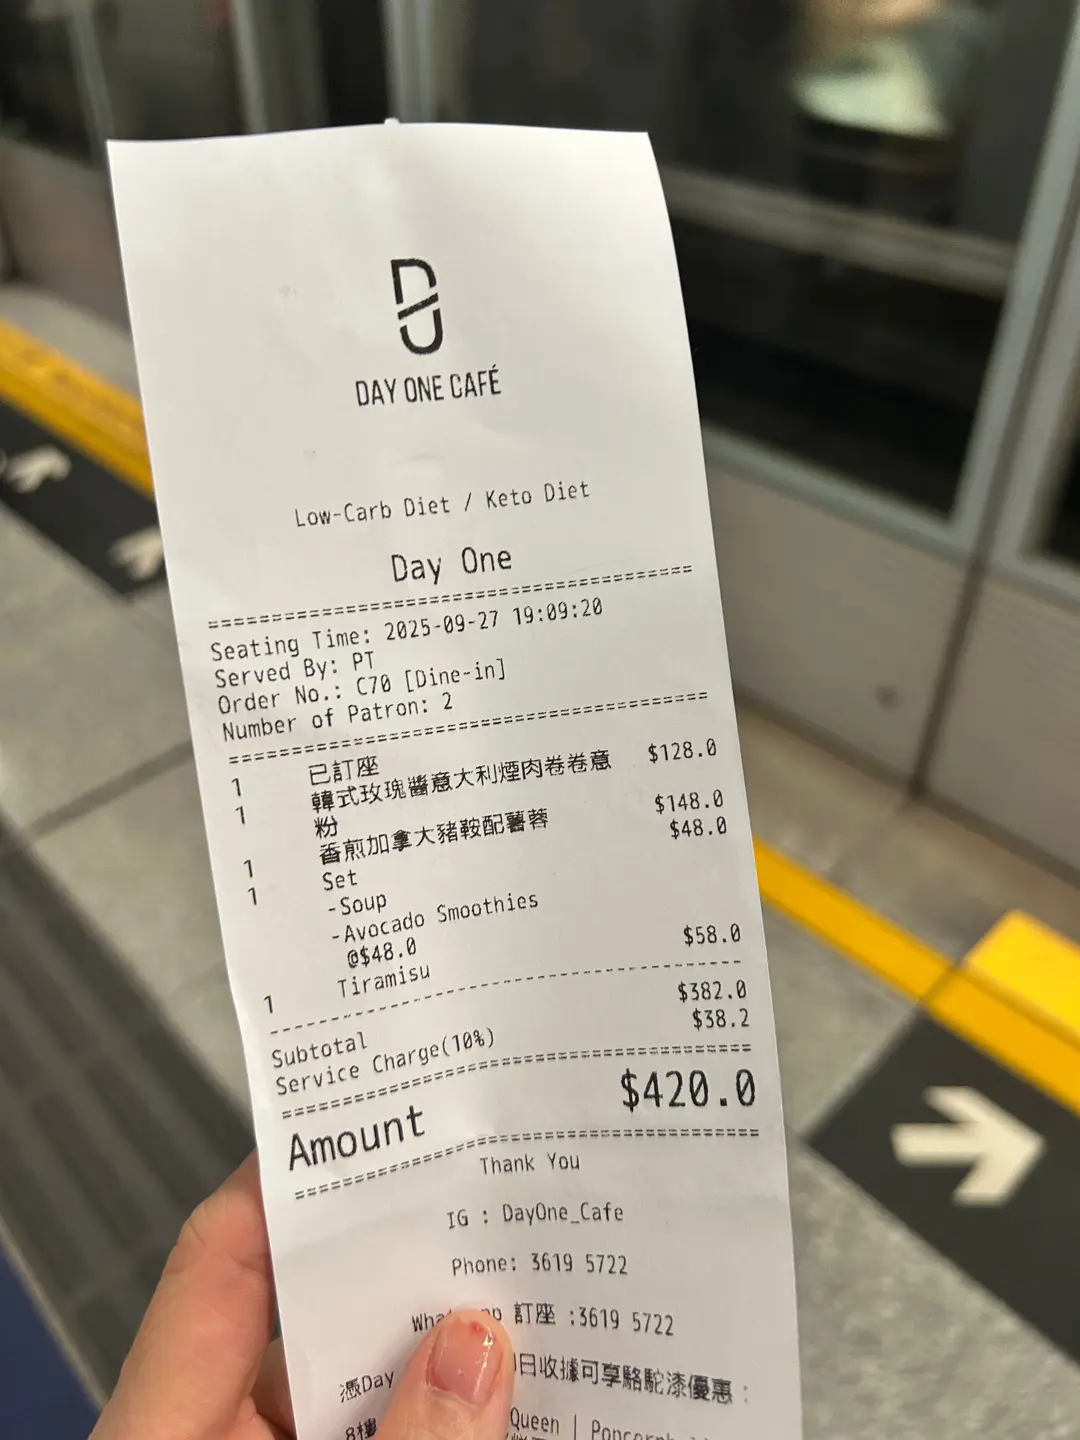 DAY ONE CAFÉ
Low-Carb Diet / Keto Diet
Day One
========================================
Seating Time: 2025-09-27 19:09:20
Served By: PT
Order No.: C70 [Dine-in]
Number of Patron: 2
========================================
1 已訂座
1 韓式玫瑰醬意大利煙肉卷卷意 $128.0
粉
1 香煎加拿大豬鞍配薯蓉 $148.0
1 Set $48.0
-Soup
-Avocado Smoothies
@$48.0
1 Tiramisu $58.0
----------------------------------------
Subtotal $382.0
Service Charge(10%) $38.2
========================================
Amount $420.0
========================================
Thank You
IG : DayOne_Cafe
Phone: 3619 5722
訂座 :3619 5722
憑Day 日收據可享駱駝漆優惠：
8樓 Queen |